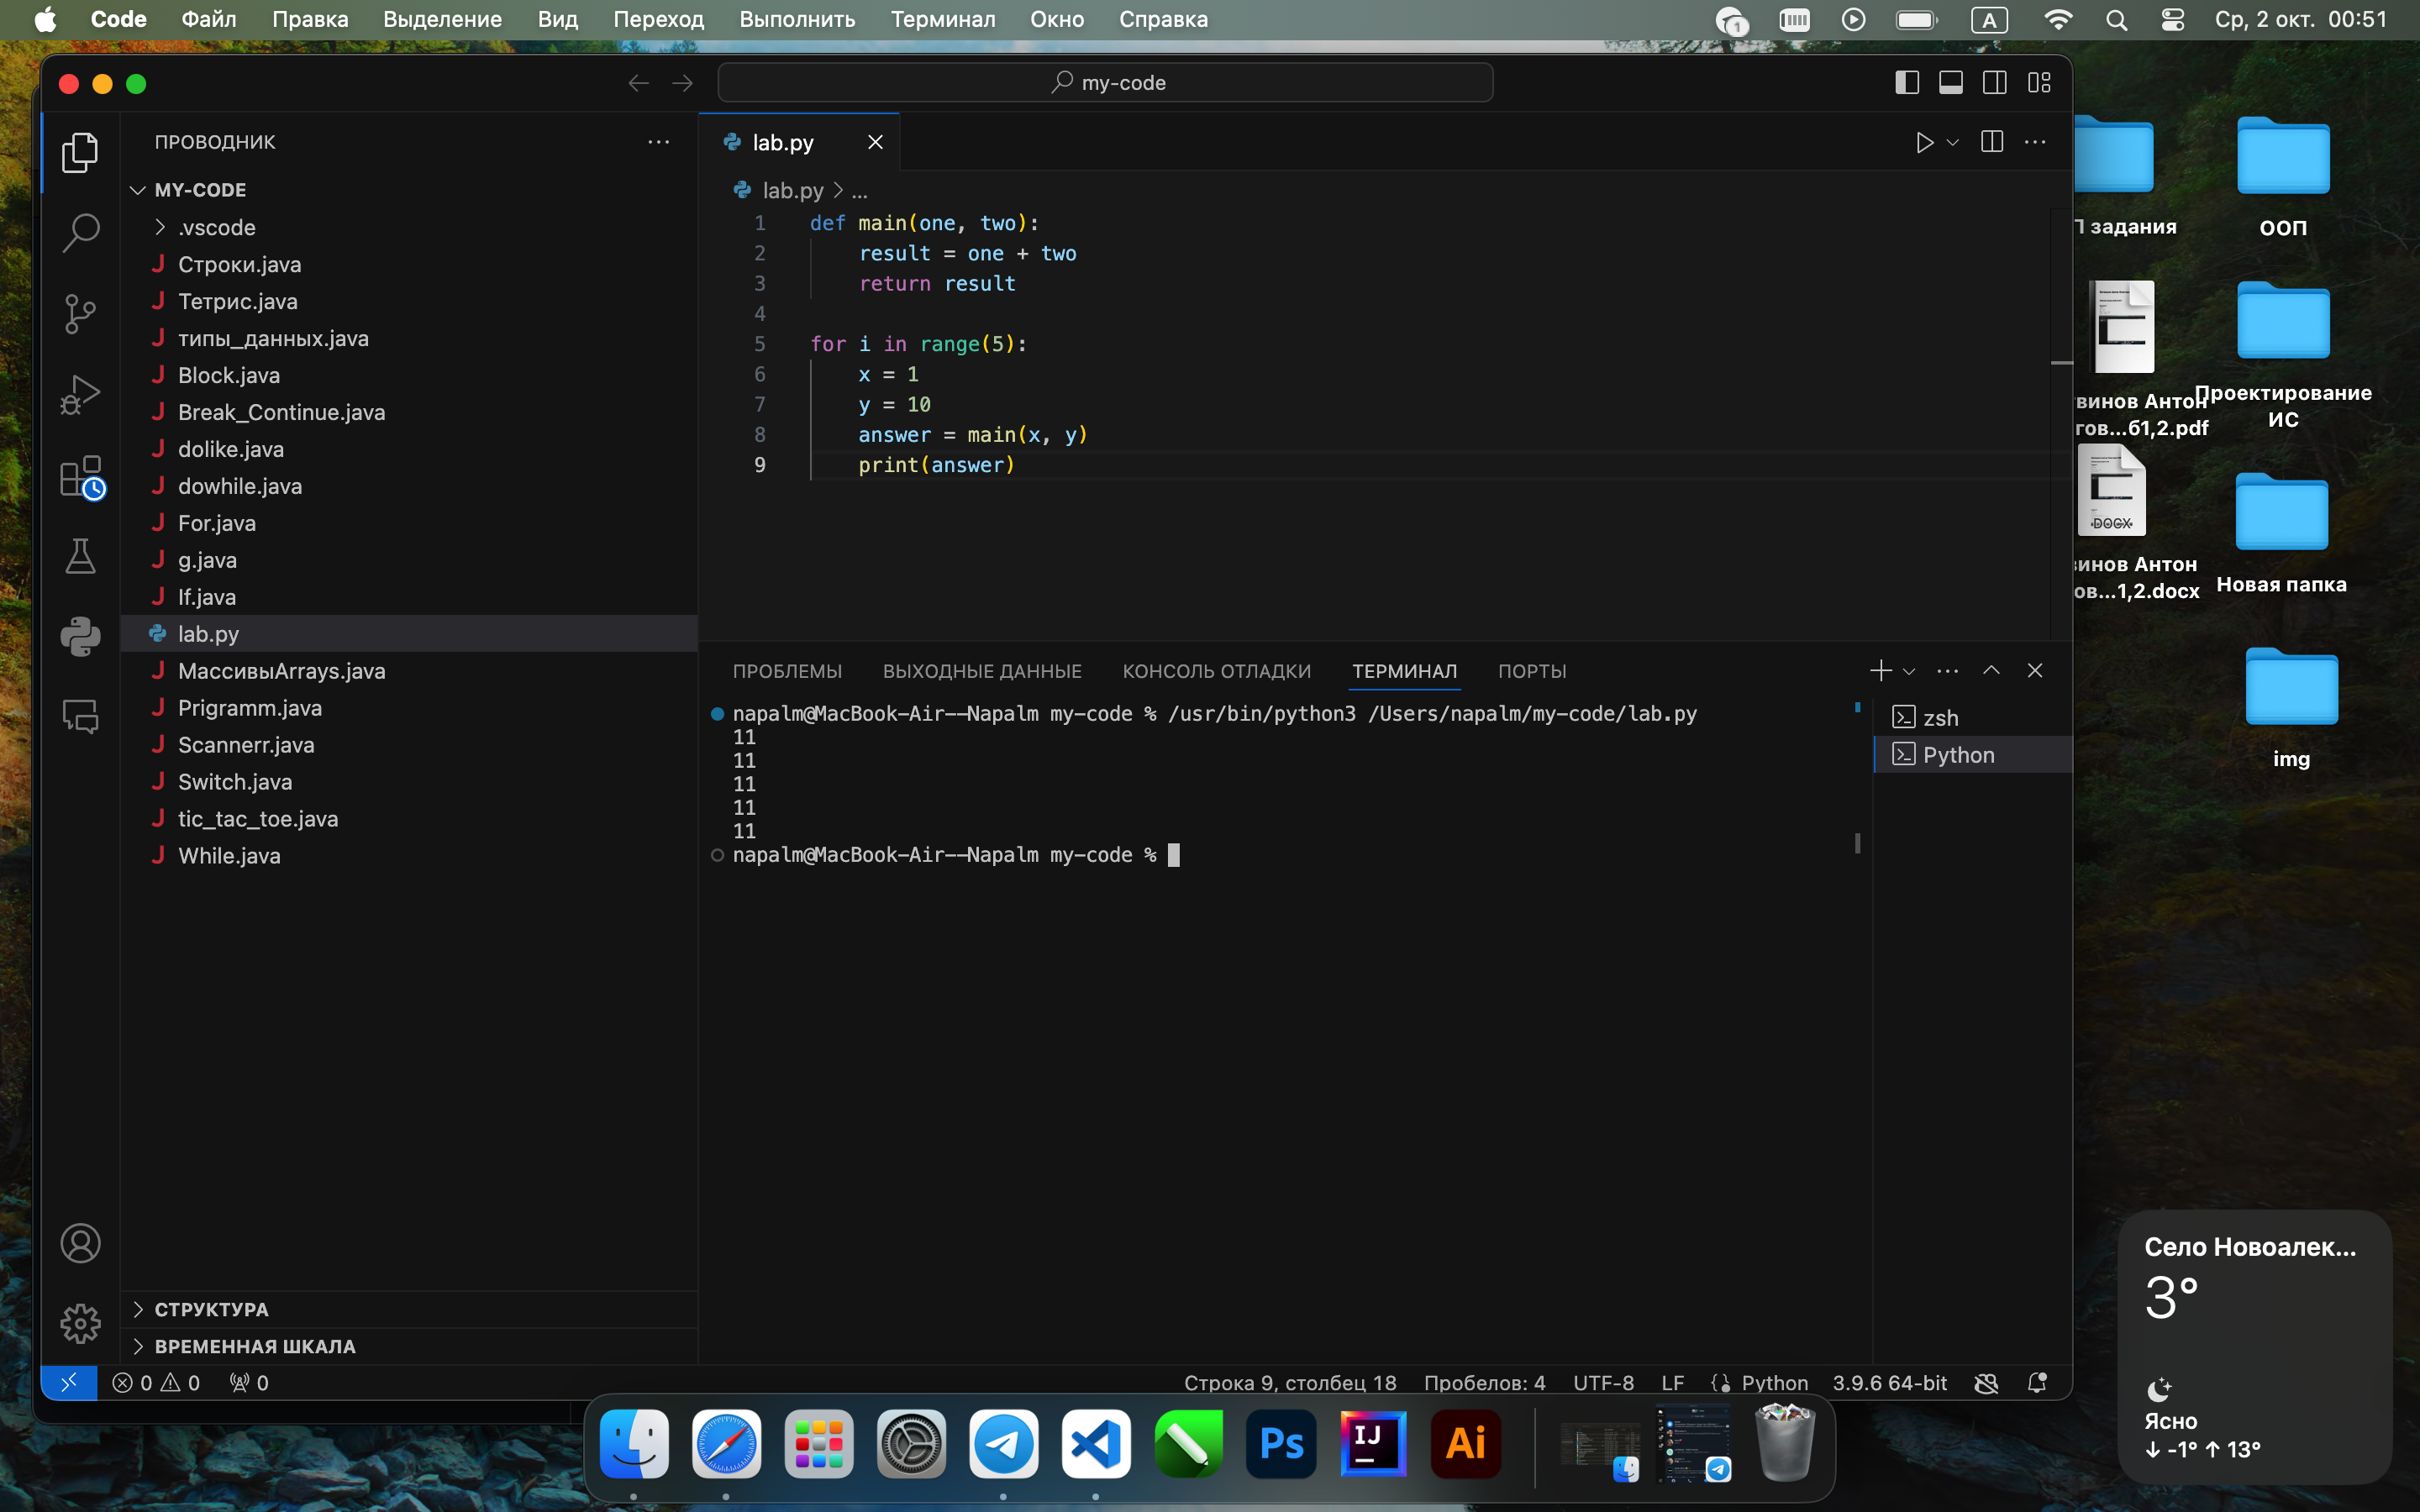 Code Файл Правка Выделение Вид Переход Выполнить Терминал Окно Справка 1 A Ср, 2 окт. 00:51
my-code
ПРОВОДНИК
MY-CODE
.vscode
Строки.java
Тетрис.java
типы_данных.java
Block.java
Break_Continue.java
dolike.java
dowhile.java
For.java
g.java
If.java
lab.py
МассивыArrays.java
Prigramm.java
Scannerr.java
Switch.java
tic_tac_toe.java
While.java
СТРУКТУРА
ВРЕМЕННАЯ ШКАЛА
lab.py
lab.py > ...
1 def main(one, two):
2 result = one + two
3 return result
4
5 for i in range(5):
6 x = 1
7 y = 10
8 answer = main(x, y)
9 print(answer)
ПРОБЛЕМЫ ВЫХОДНЫЕ ДАННЫЕ КОНСОЛЬ ОТЛАДКИ ТЕРМИНАЛ ПОРТЫ
napalm@MacBook-Air--Napalm my-code % /usr/bin/python3 /Users/napalm/my-code/lab.py
11
11
11
11
11
napalm@MacBook-Air--Napalm my-code %
zsh
Python
0 0 0 Строка 9, столбец 18 Пробелов: 4 UTF-8 LF Python 3.9.6 64-bit
задания
ООП
винов Антон
гов...б1,2.pdf
Проектирование
ИС
DOCX
винов Антон
ов...1,2.docx
Новая папка
img
Село Новоалек...
3°
Ясно
↓ -1° ↑ 13°
Ps IJ Ai